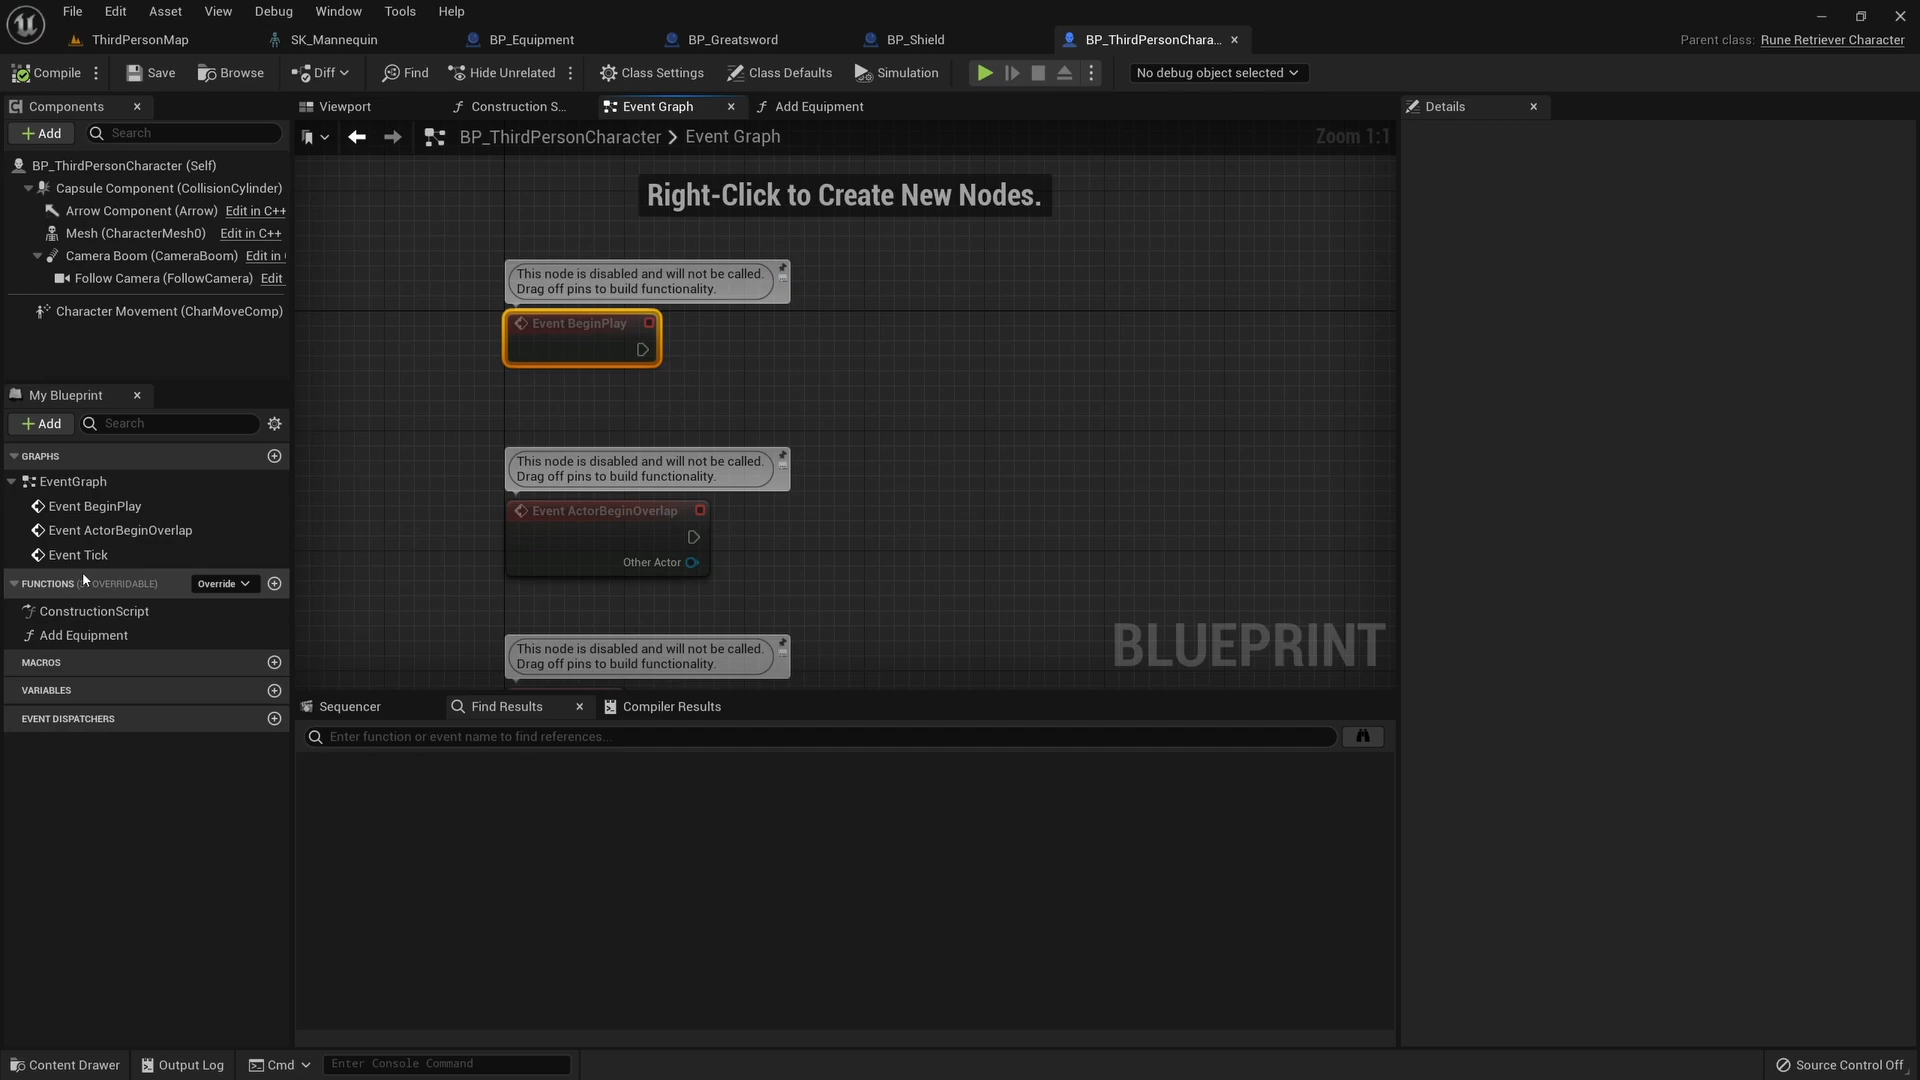 File Edit Asset View Debug Window Tools Help
ThirdPersonMap SK_Mannequin BP_Equipment BP_Greatsword BP_Shield BP_ThirdPersonChara... Parent class: Rune Retriever Character
Compile Save Browse Diff Find Hide Unrelated Class Settings Class Defaults Simulation No debug object selected
Components Viewport Construction S... Event Graph Add Equipment Details
Add Search
BP_ThirdPersonCharacter > Event Graph Zoom 1:1
BP_ThirdPersonCharacter (Self)
Capsule Component (CollisionCylinder)
Arrow Component (Arrow) Edit in C++
Mesh (CharacterMesh0) Edit in C++
Camera Boom (CameraBoom) Edit in
Follow Camera (FollowCamera) Edit
Character Movement (CharMoveComp)
Right-Click to Create New Nodes.
This node is disabled and will not be called.
Drag off pins to build functionality.
Event BeginPlay
This node is disabled and will not be called.
Drag off pins to build functionality.
Event ActorBeginOverlap
Other Actor
This node is disabled and will not be called.
Drag off pins to build functionality.
BLUEPRINT
My Blueprint
Add Search
GRAPHS
EventGraph
Event BeginPlay
Event ActorBeginOverlap
Event Tick
FUNCTIONS OVERRIDABLE) Override
ConstructionScript
Add Equipment
MACROS
VARIABLES
EVENT DISPATCHERS
Sequencer Find Results Compiler Results
Enter function or event name to find references...
Content Drawer Output Log Cmd Enter Console Command Source Control Off